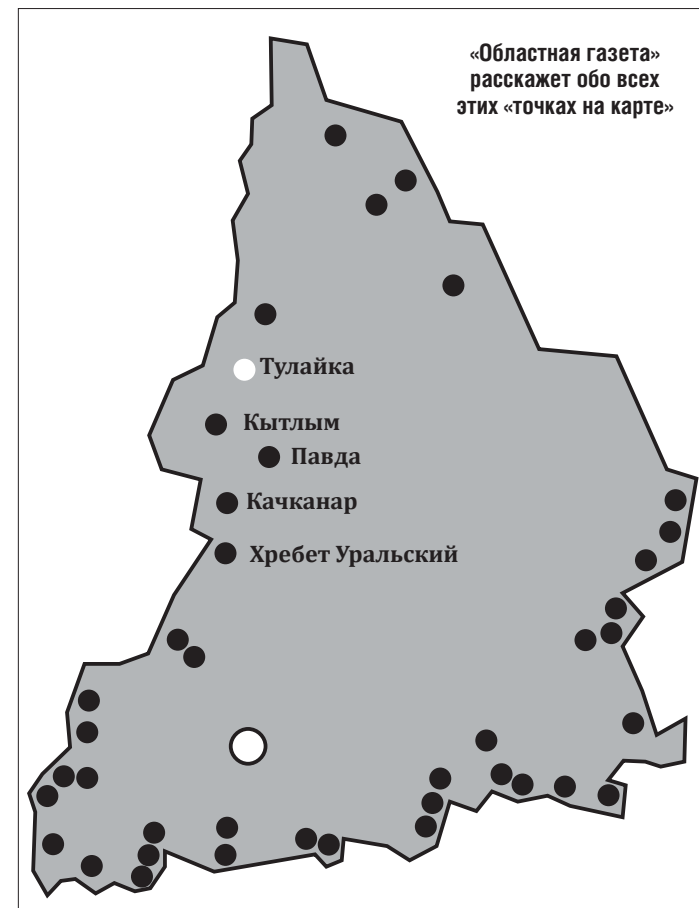 «Областная газета»
расскажет обо всех
этих «точках на карте»
Тулайка
Кытлым
Павда
Качканар
Хребет Уральский